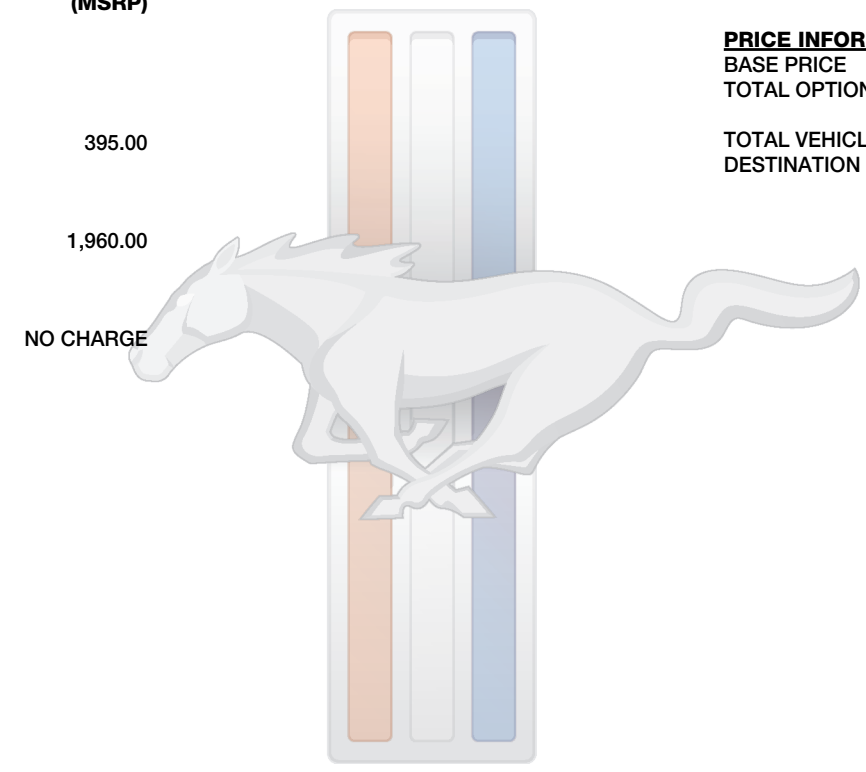 (MSRP)
395.00
1,960.00
NO CHARGE
PRICE INFOR
BASE PRICE
TOTAL OPTION
TOTAL VEHICL
DESTINATION